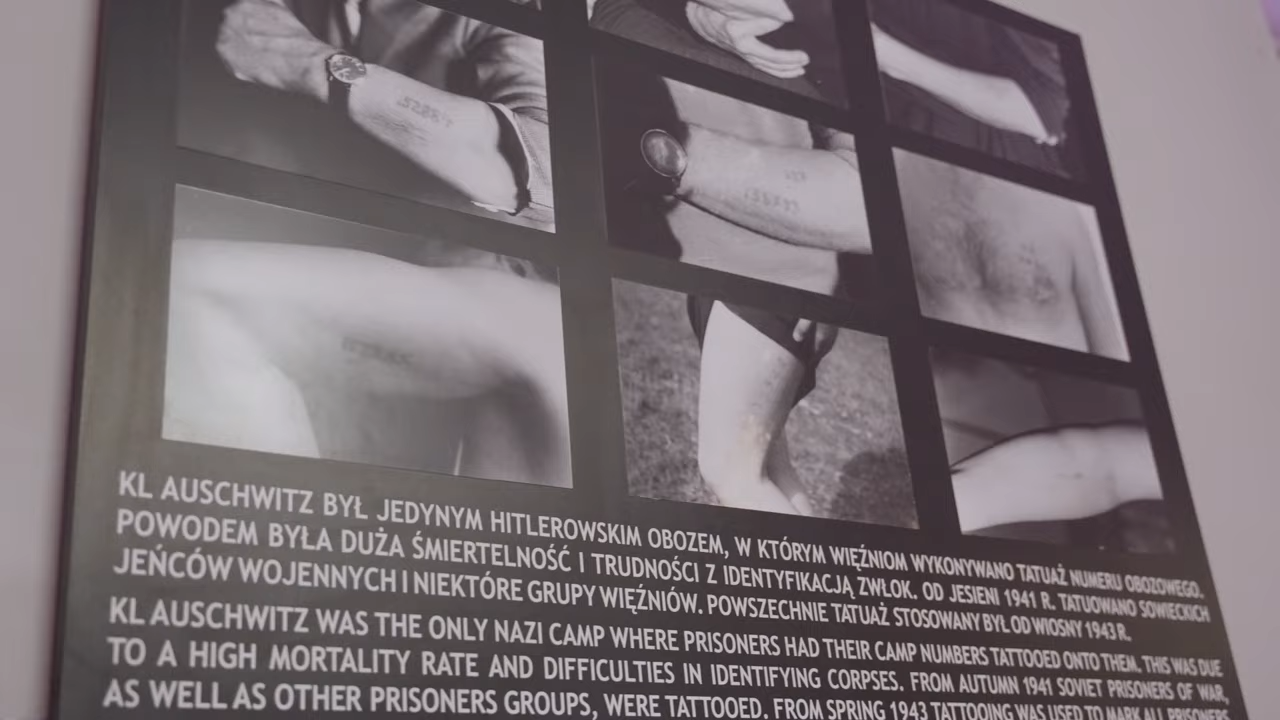 KL AUSCHWITZ BYŁ JEDYNYM HITLEROWSKIM OBOZEM, W KTÓRYM WIĘŹNIOM WYKONYWANO TATUAŻ NUMERU OBOZOWEGO.
POWODEM BYŁA DUŻA ŚMIERTELNOŚĆ I TRUDNOŚCI Z IDENTYFIKACJĄ ZWŁOK. OD JESIENI 1941 R. TATUOWANO SOWIECKICH
JEŃCÓW WOJENNYCH I NIEKTÓRE GRUPY WIĘŹNIÓW. POWSZECHNIE TATUAŻ STOSOWANY BYŁ OD WIOSNY 1943 R.
KL AUSCHWITZ WAS THE ONLY NAZI CAMP WHERE PRISONERS HAD THEIR CAMP NUMBERS TATTOOED ONTO THEM. THIS WAS DUE
TO A HIGH MORTALITY RATE AND DIFFICULTIES IN IDENTIFYING CORPSES. FROM AUTUMN 1941 SOVIET PRISONERS OF WAR,
AS WELL AS OTHER PRISONERS GROUPS, WERE TATTOOED. FROM SPRING 1943 TATTOOING WAS USED TO MARK ALL PRISONERS